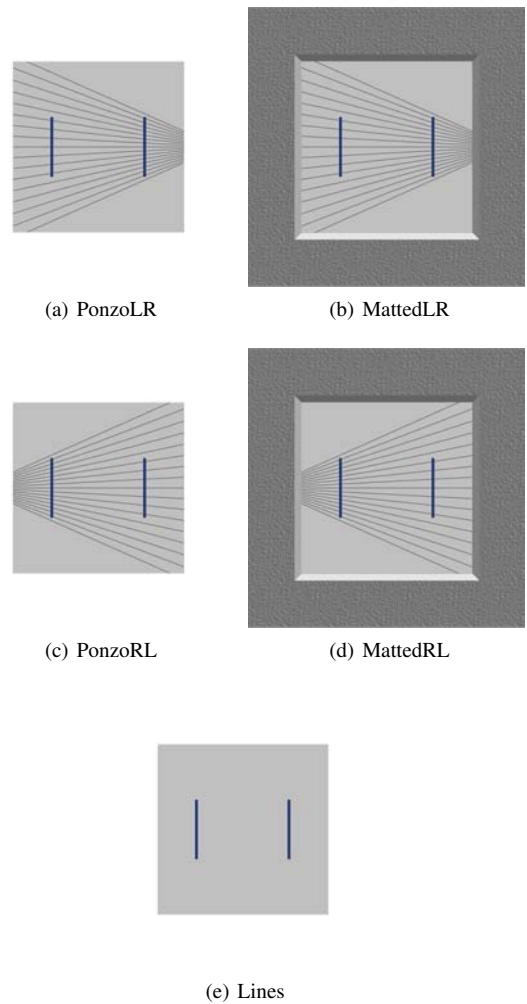 (a) PonzoLR
(b) MattedLR
(c) PonzoRL
(d) MattedRL
(e) Lines